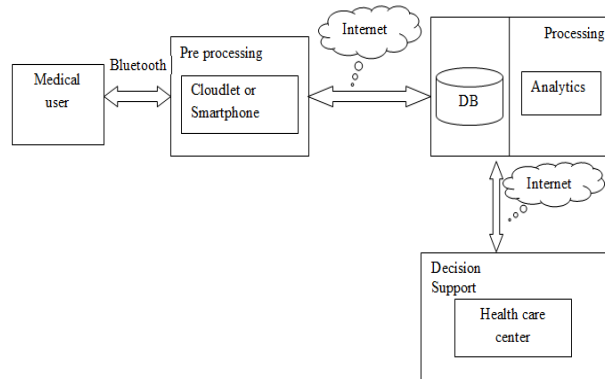 Medical
user
Bluetooth
Pre processing
Cloudlet or
Smartphone
Internet
DB
Processing
Analytics
Internet
Decision
Support
Health care
center